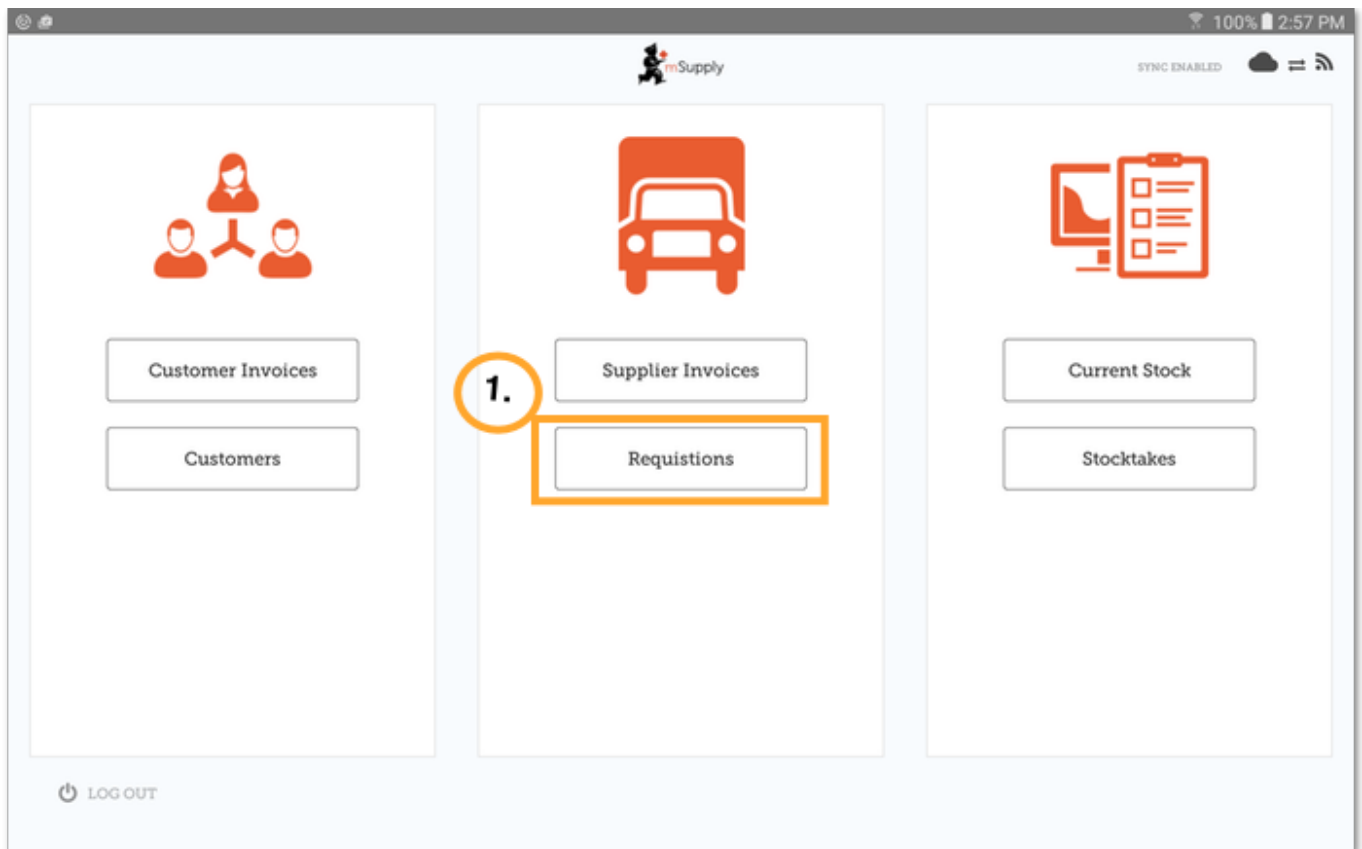 100% 2:57 PM
mSupply
SYNC ENABLED
Customer Invoices
Customers
1.
Supplier Invoices
Requistions
Current Stock
Stocktakes
LOG OUT